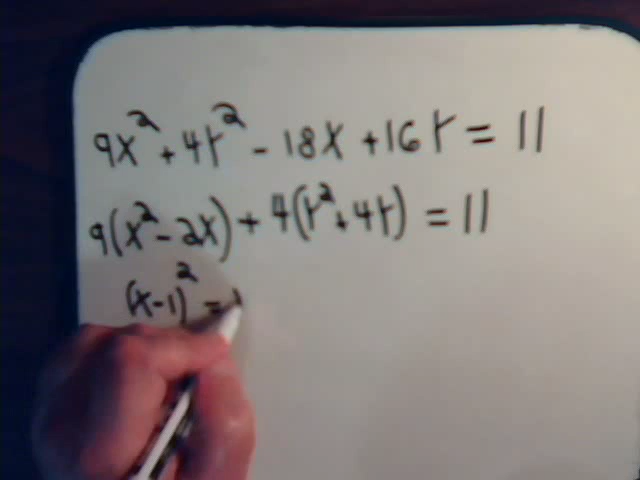 9x² + 4Y² - 18x + 16Y = 11
9(x² - 2x) + 4(Y² + 4Y) = 11
(x-1)² =